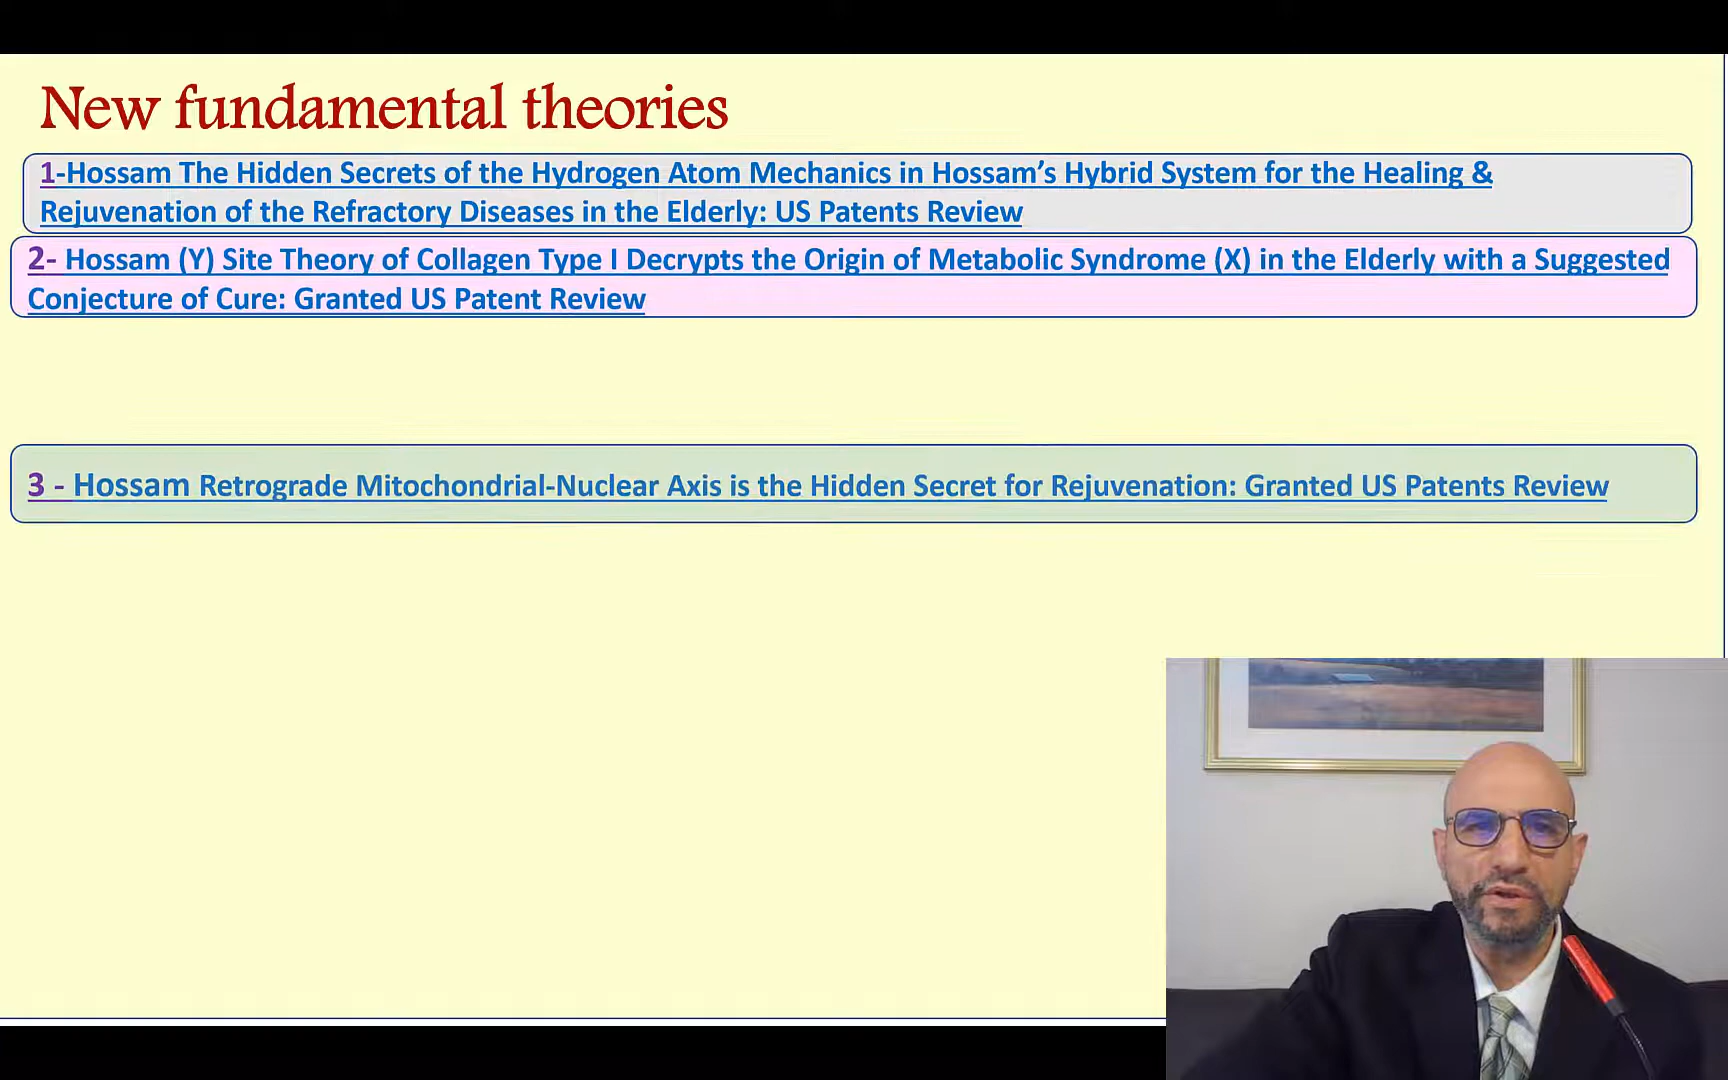 New fundamental theories
1-Hossam The Hidden Secrets of the Hydrogen Atom Mechanics in Hossam’s Hybrid System for the Healing &
Rejuvenation of the Refractory Diseases in the Elderly: US Patents Review
2- Hossam (Y) Site Theory of Collagen Type I Decrypts the Origin of Metabolic Syndrome (X) in the Elderly with a Suggested
Conjecture of Cure: Granted US Patent Review
3 - Hossam Retrograde Mitochondrial-Nuclear Axis is the Hidden Secret for Rejuvenation: Granted US Patents Review